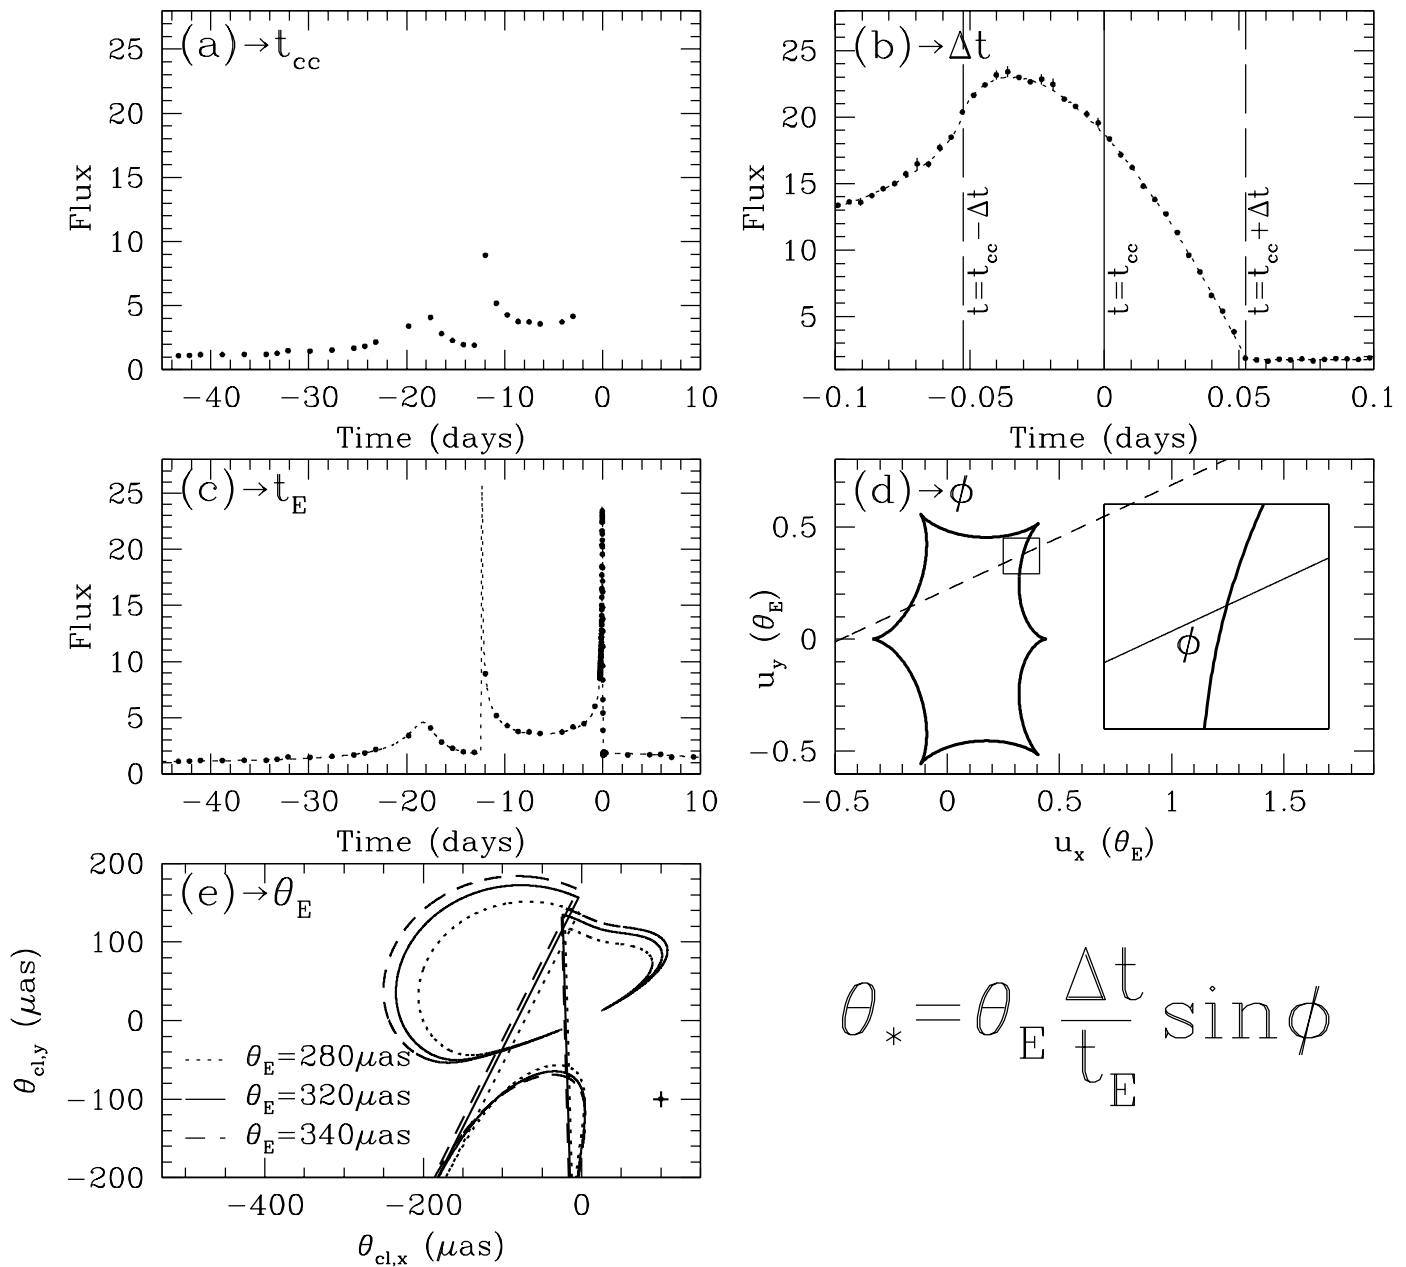 (a)→t_cc
Flux
25
20
15
10
5
0
−40 −30 −20 −10 0 10
Time (days)
(b)→Δt
Flux
25
20
15
10
5
t=t_cc−Δt
t=t_cc
t=t_cc+Δt
−0.1 −0.05 0 0.05 0.1
Time (days)
(c)→t_E
Flux
25
20
15
10
5
0
−40 −30 −20 −10 0 10
Time (days)
(d)→ϕ
u_y (θ_E)
0.5
0
−0.5
ϕ
−0.5 0 0.5 1 1.5
u_x (θ_E)
(e)→θ_E
θ_cl,y (μas)
200
100
0
−100
−200
θ_E=280μas
θ_E=320μas
θ_E=340μas
−400 −200 0
θ_cl,x (μas)
θ_*=θ_E Δt/t_E sinϕ